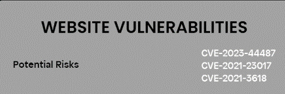 WEBSITE VULNERABILITIES
CVE-2023-44487
Potential Risks
CVE-2021-23017
CVE-2021-3618